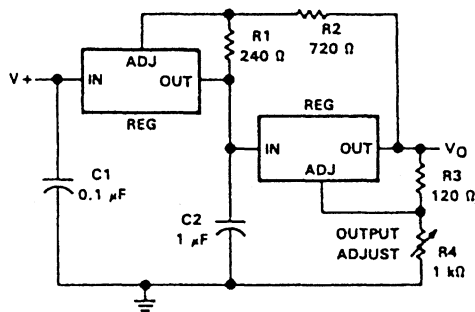 R1
240 Ω
R2
720 Ω
V+
IN
ADJ
OUT
REG
REG
IN
OUT
ADJ
VO
C1
0.1 μF
C2
1 μF
R3
120 Ω
OUTPUT
ADJUST
R4
1 kΩ